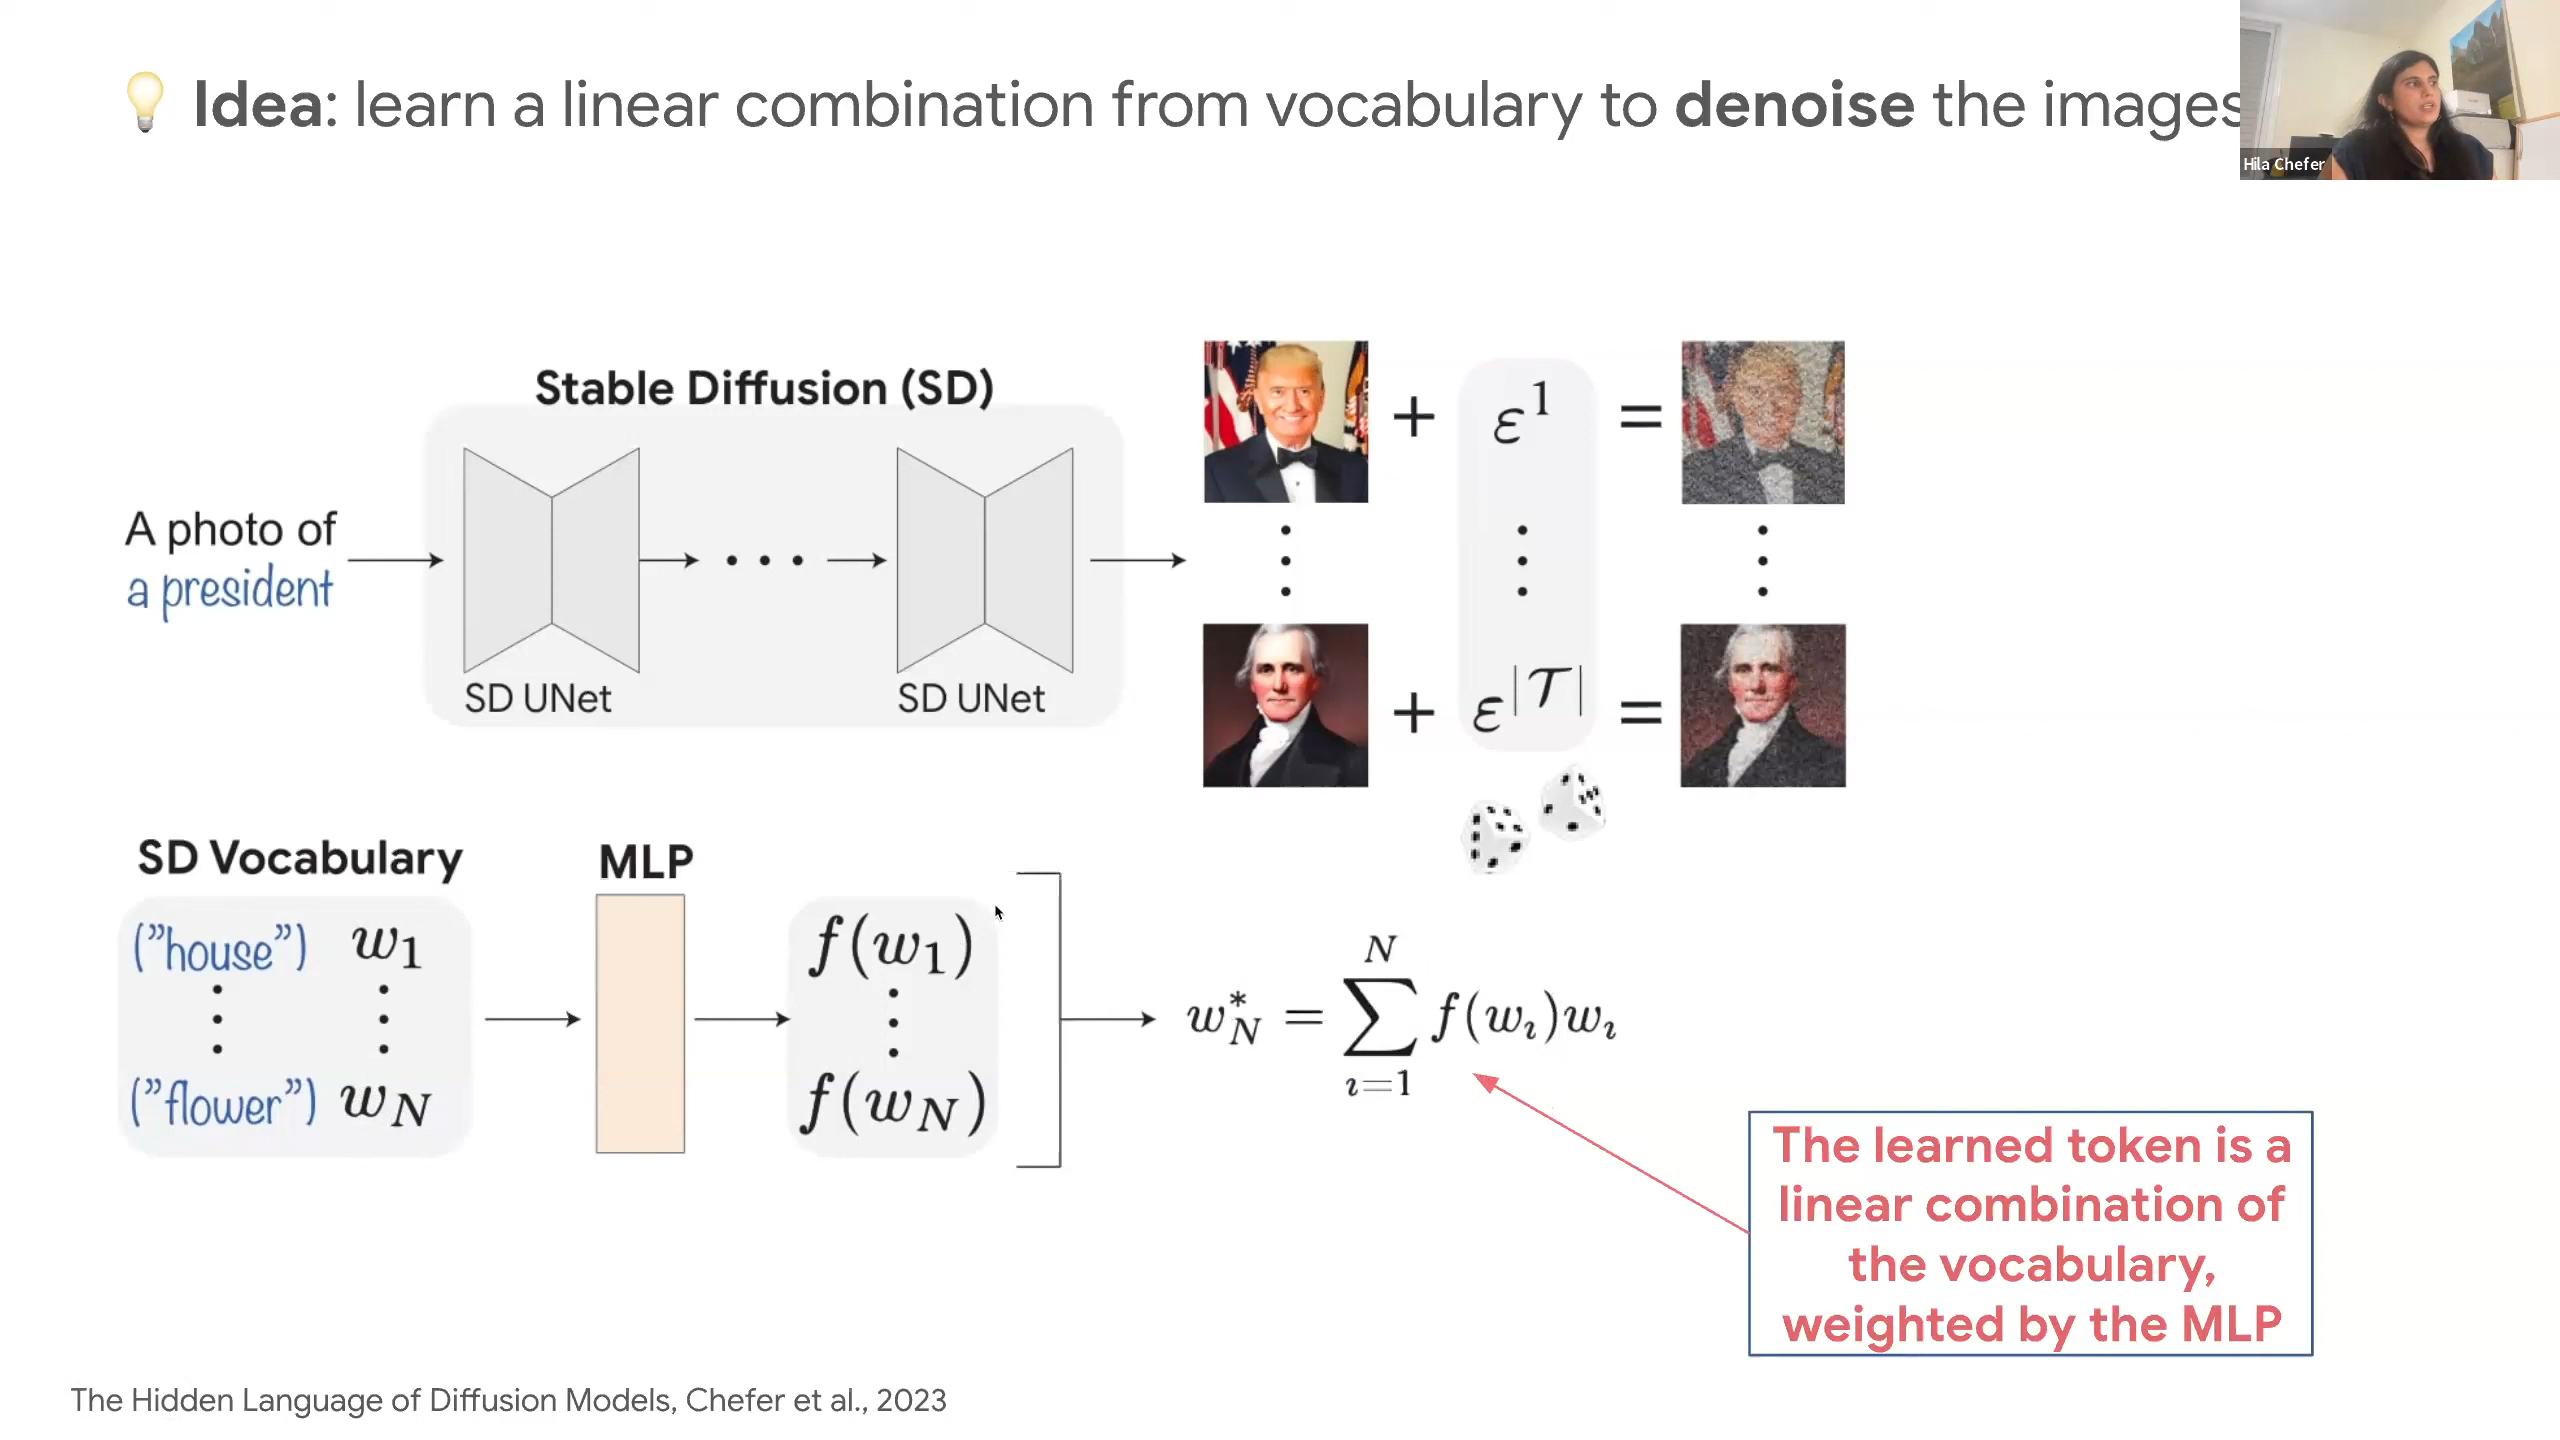 Idea: learn a linear combination from vocabulary to denoise the images
Hila Chefer
Stable Diffusion (SD)
A photo of
a president
SD UNet
SD UNet
+ ε¹ =
+ ε^|𝒯| =
SD Vocabulary
MLP
("house") w₁
("flower") w_N
f(w₁)
f(w_N)
w*_N = ∑_{i=1}^{N} f(w_i)w_i
The learned token is a
linear combination of
the vocabulary,
weighted by the MLP
The Hidden Language of Diffusion Models, Chefer et al., 2023